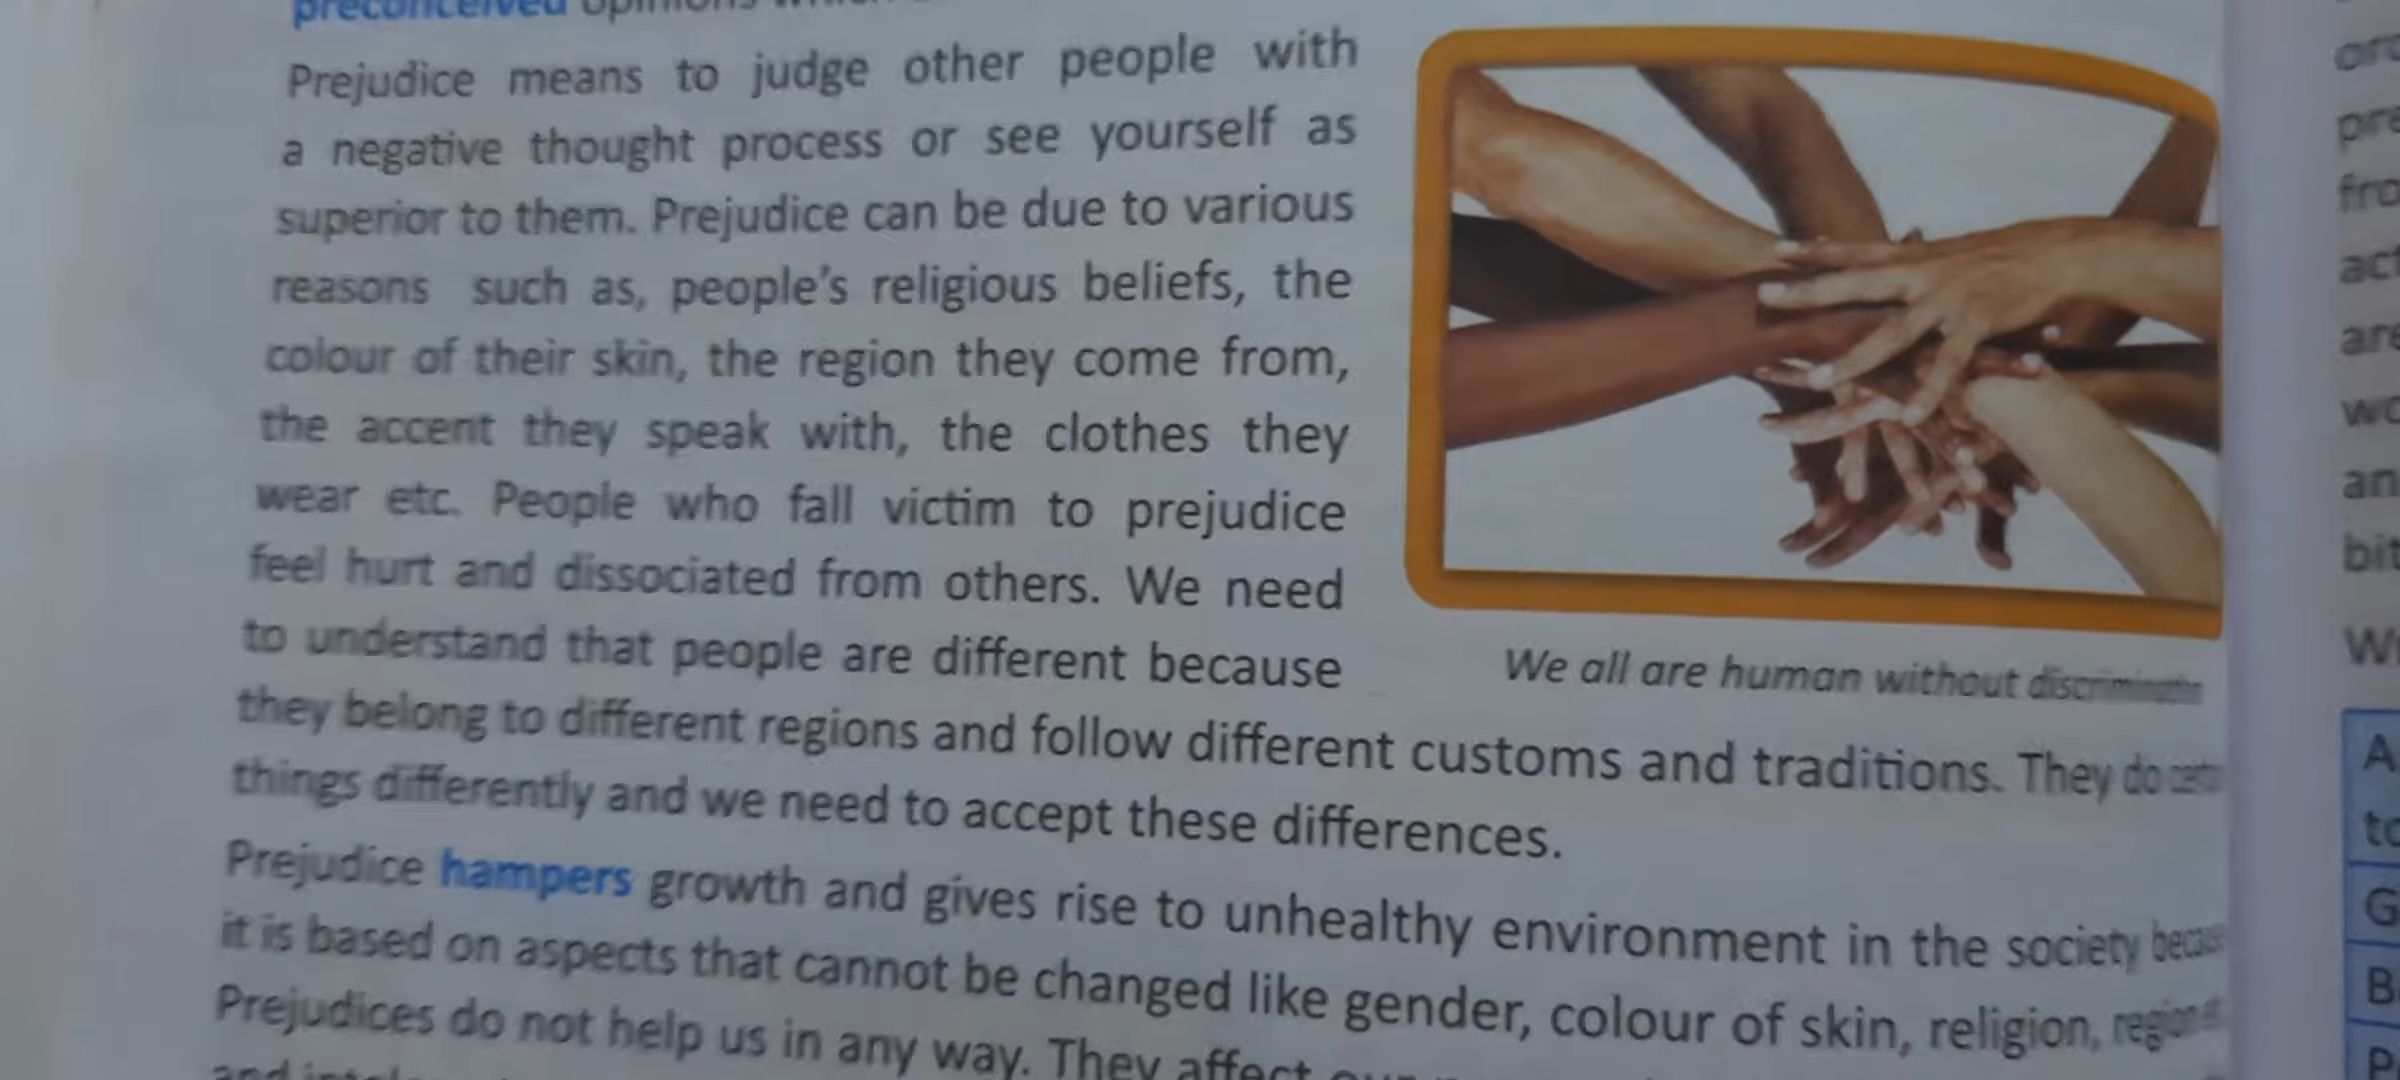 preconceived opinions
Prejudice means to judge other people with
a negative thought process or see yourself as
superior to them. Prejudice can be due to various
reasons such as, people's religious beliefs, the
colour of their skin, the region they come from,
the accent they speak with, the clothes they
wear etc. People who fall victim to prejudice
feel hurt and dissociated from others. We need
to understand that people are different because
they belong to different regions and follow different customs and traditions. They do
things differently and we need to accept these differences.
Prejudice hampers growth and gives rise to unhealthy environment in the society
it is based on aspects that cannot be changed like gender, colour of skin, religion,
Prejudices do not help us in any way. They affect
We all are human without